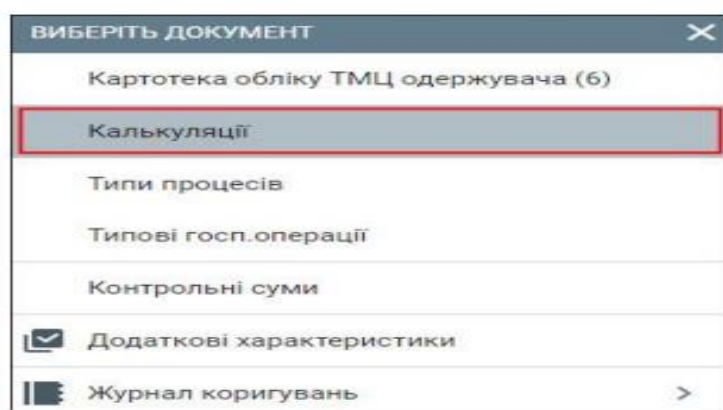 ВИБЕРІТЬ ДОКУМЕНТ
Картотека обліку ТМЦ одержувача (6)
Калькуляції
Типи процесів
Типові госп.операції
Контрольні суми
Додаткові характеристики
Журнал коригувань